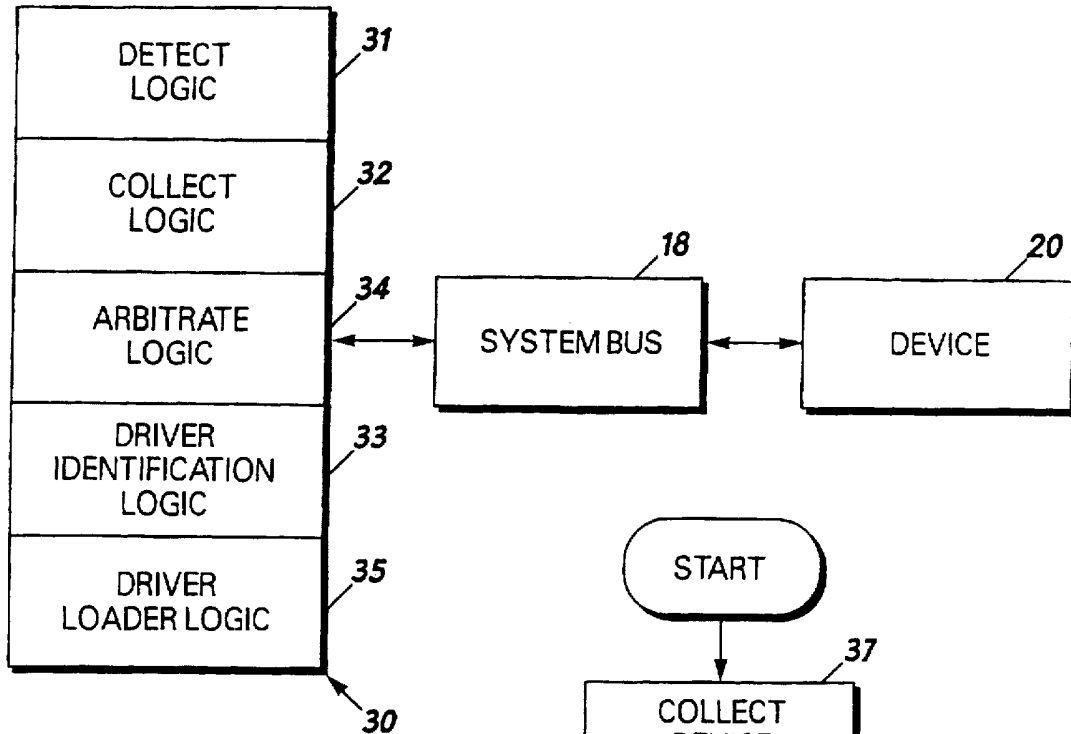 DETECT
LOGIC
31
COLLECT
LOGIC
32
ARBITRATE
LOGIC
34
SYSTEM BUS
18
DEVICE
20
DRIVER
IDENTIFICATION
LOGIC
33
DRIVER
LOADER LOGIC
35
30
START
37
COLLECT
DEVICE